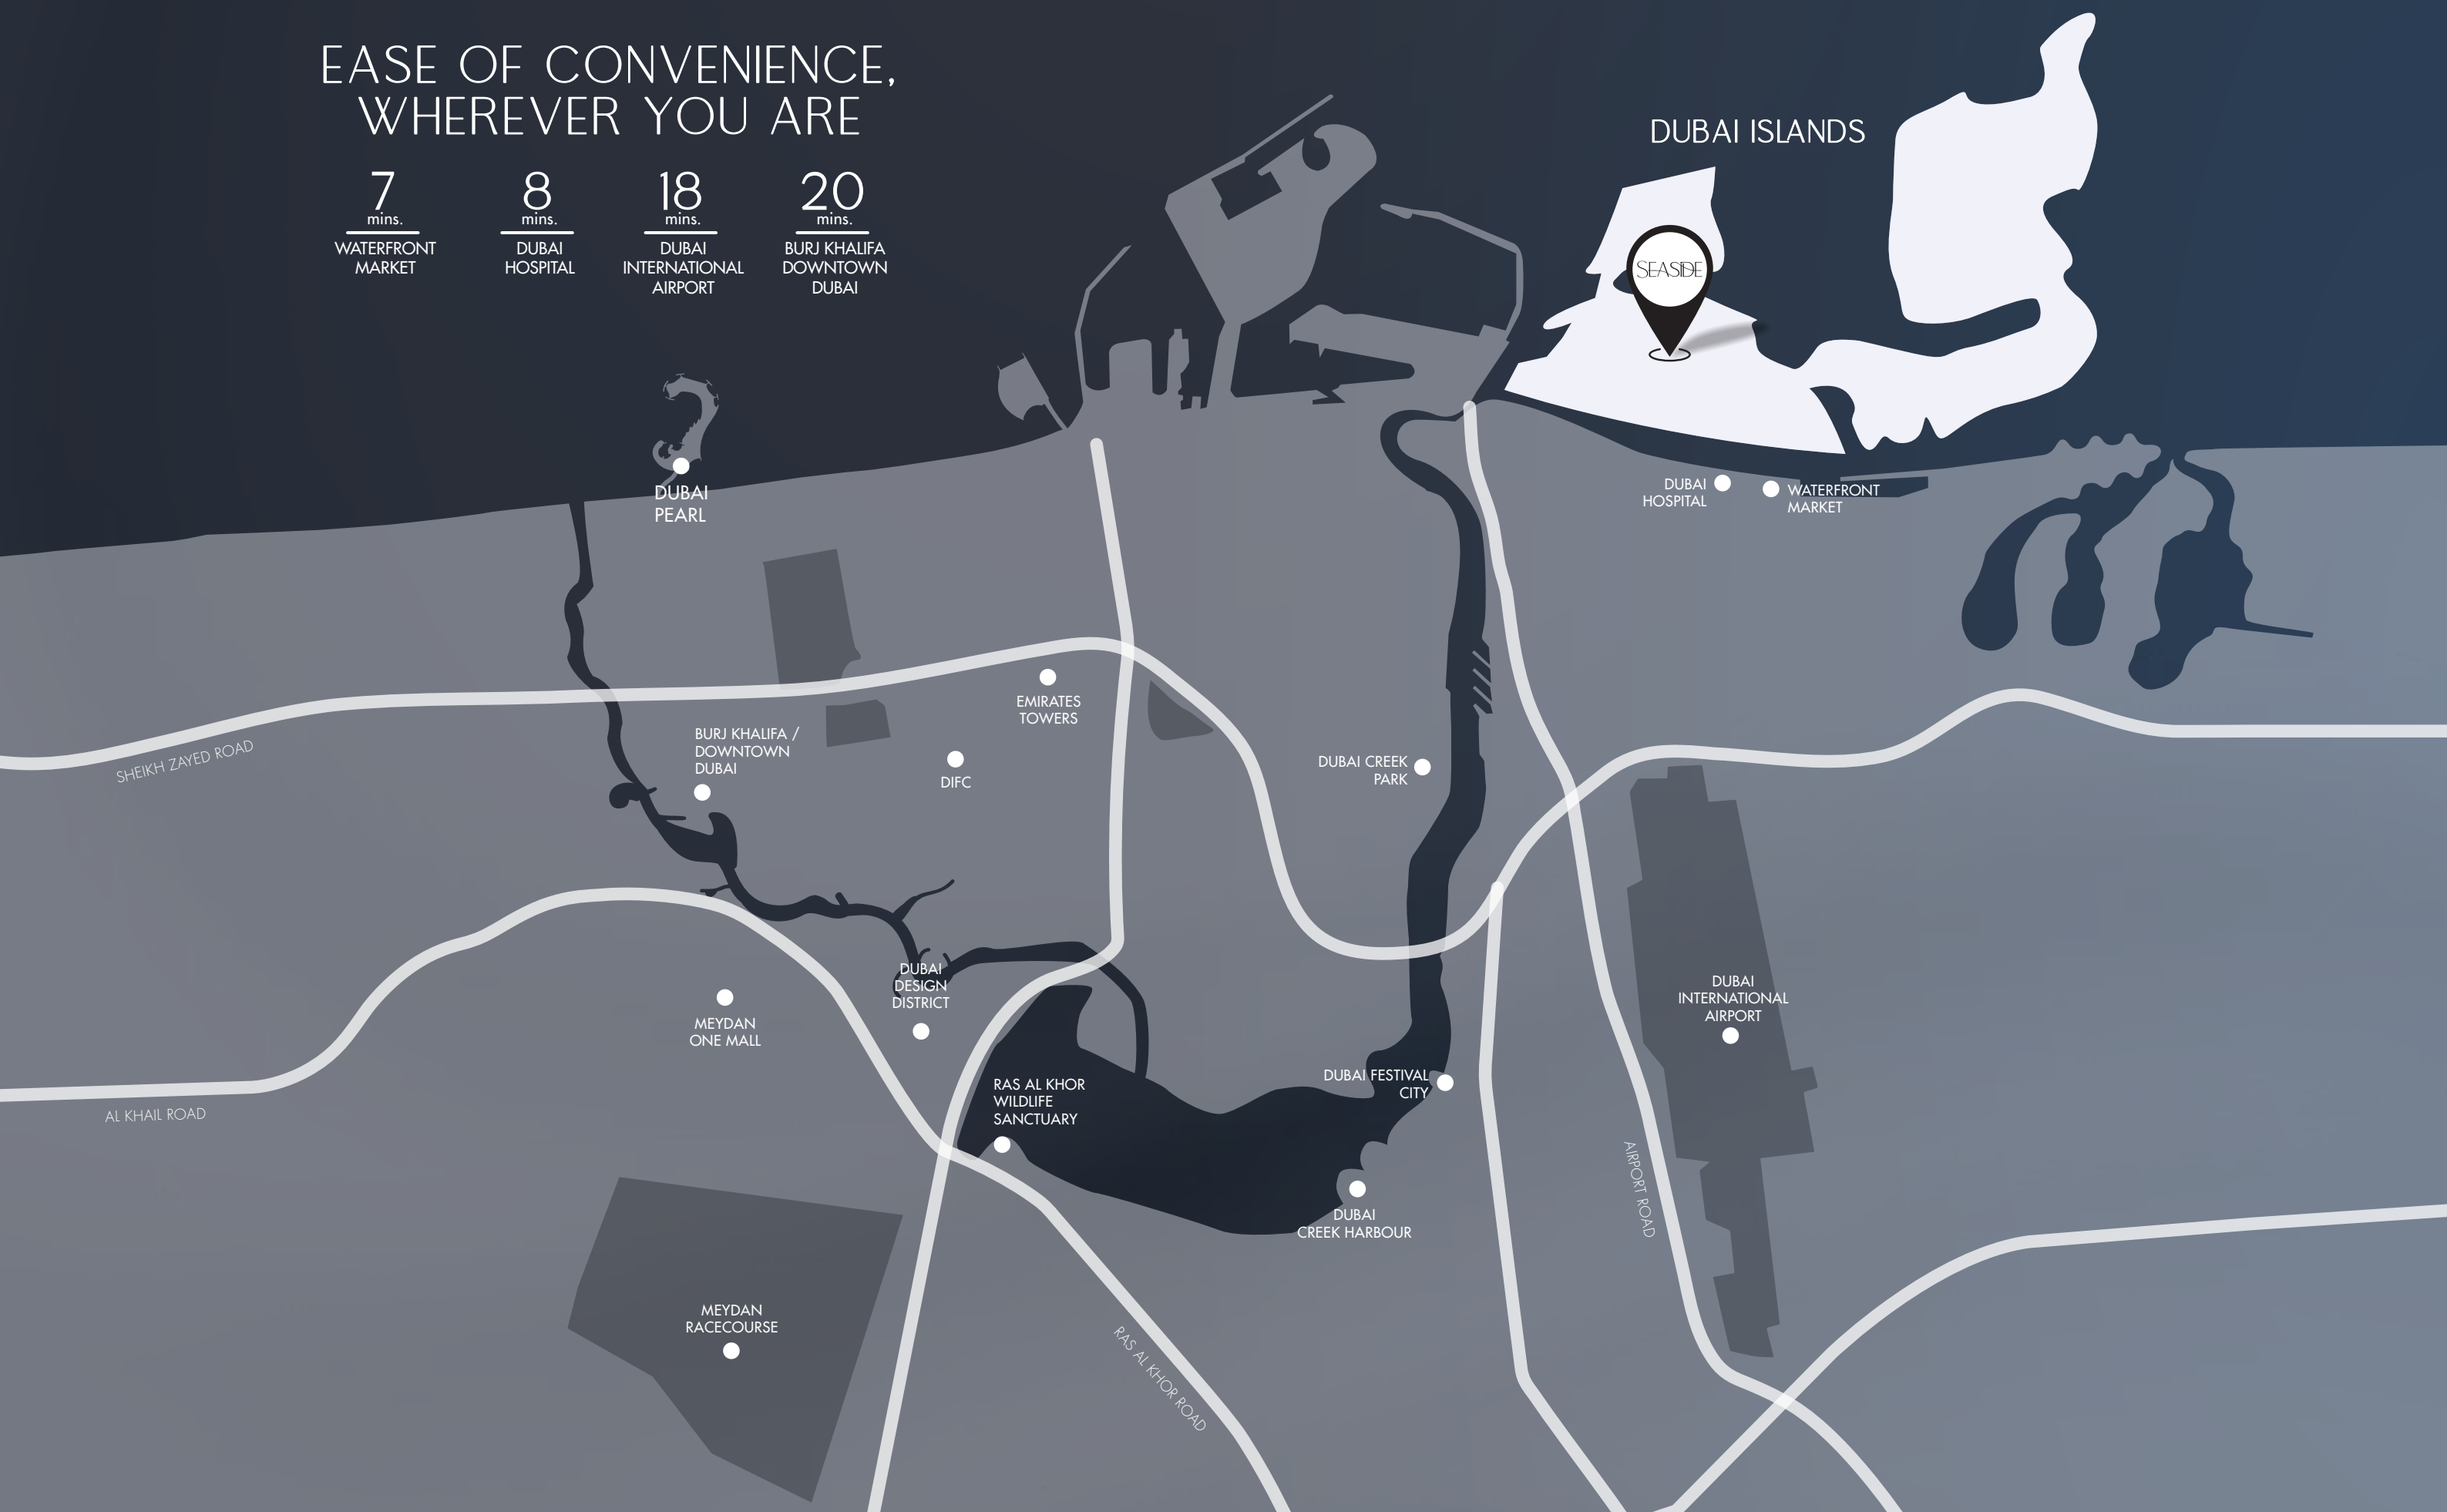 EASE OF CONVENIENCE,
WHEREVER YOU ARE
7
mins.
WATERFRONT
MARKET
8
mins.
DUBAI
HOSPITAL
18
mins.
DUBAI
INTERNATIONAL
AIRPORT
20
mins.
BURJ KHALIFA
DOWNTOWN
DUBAI
DUBAI ISLANDS
SEASIDE
DUBAI
PEARL
DUBAI
HOSPITAL
WATERFRONT
MARKET
EMIRATES
TOWERS
SHEIKH ZAYED ROAD
BURJ KHALIFA /
DOWNTOWN
DUBAI
DIFC
DUBAI CREEK
PARK
DUBAI
DESIGN
DISTRICT
MEYDAN
ONE MALL
DUBAI
INTERNATIONAL
AIRPORT
AL KHAIL ROAD
RAS AL KHOR
WILDLIFE
SANCTUARY
DUBAI FESTIVAL
CITY
AIRPORT ROAD
DUBAI
CREEK HARBOUR
MEYDAN
RACECOURSE
RAS AL KHOR ROAD